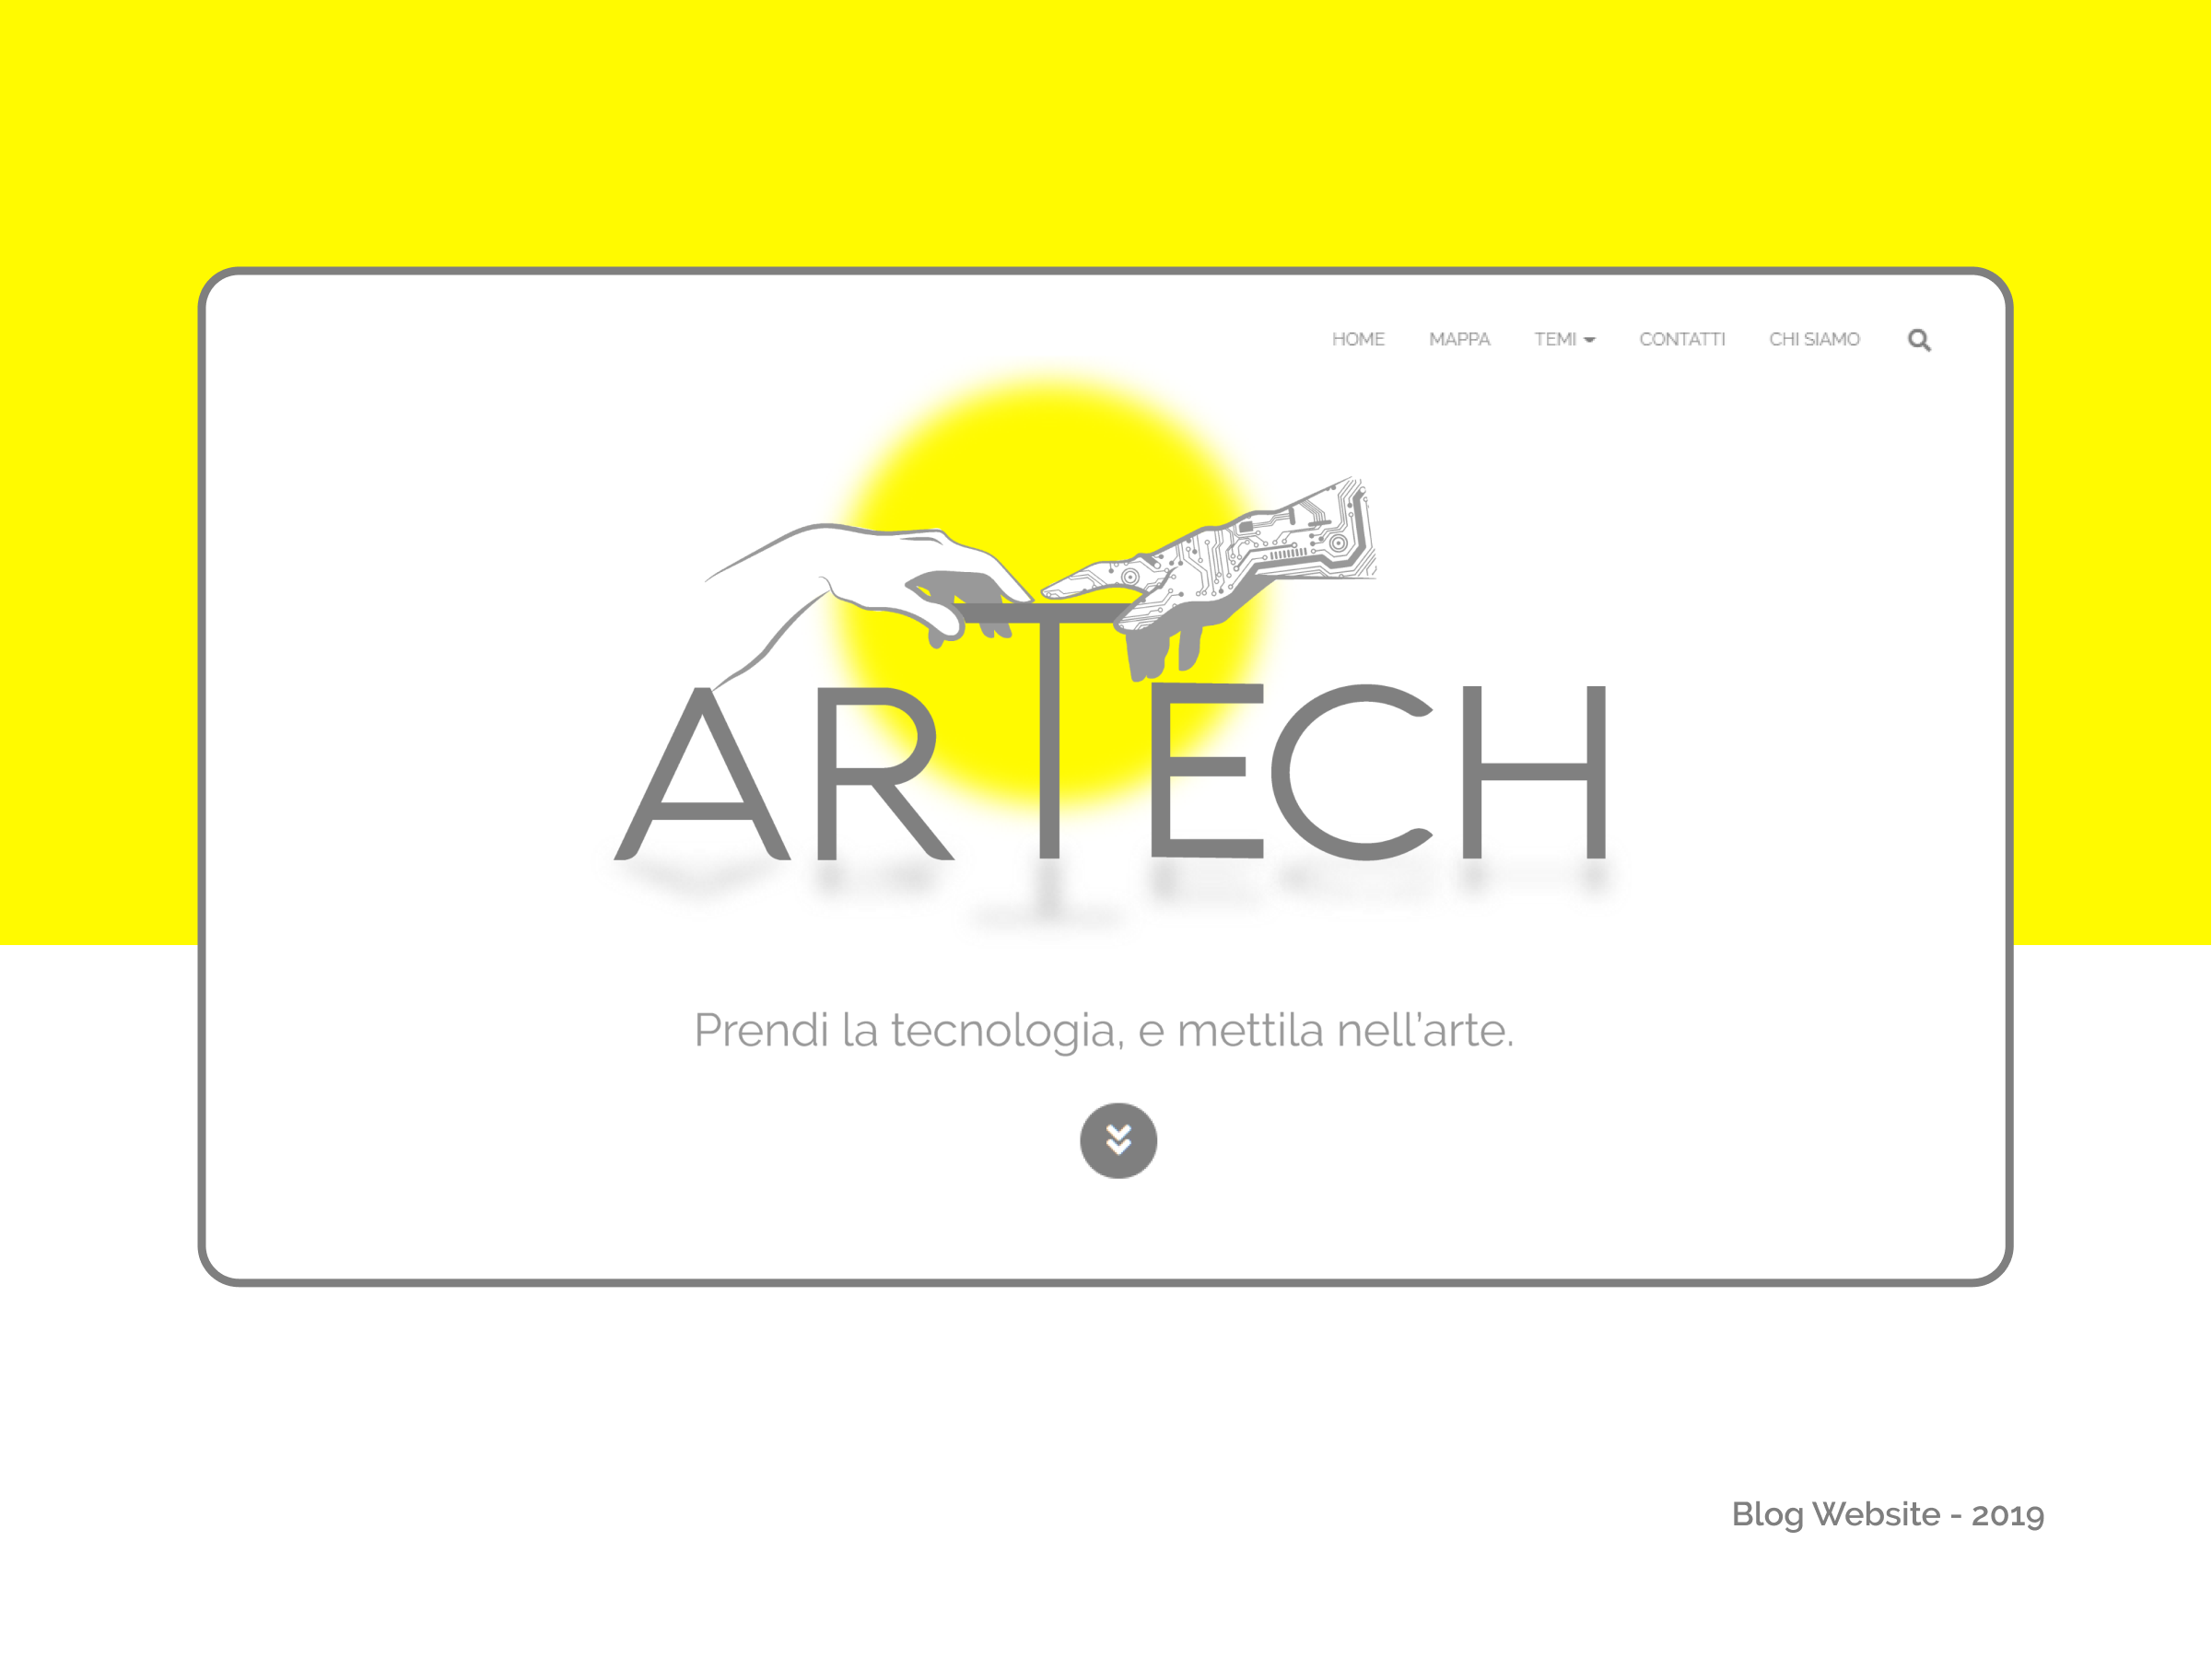 HOME MAPPA TEMI CONTATTI CHI SIAMO
ARTECH
Prendi la tecnologia, e mettila nell'arte.
Blog Website - 2019